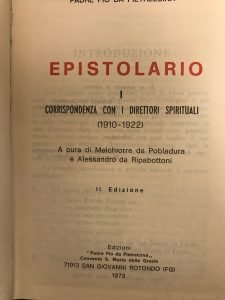 PADRE PIO DA PIETRELCINA
INTRODUZIONE
EPISTOLARIO
I
CORRISPONDENZA CON I DIRETTORI SPIRITUALI
(1910-1922)
A cura di Melchiorre da Pobladura
e Alessandro da Ripabottoni
II Edizione
Edizioni
"Padre Pio da Pietrelcina"
Convento S. Maria delle Grazie
71013 SAN GIOVANNI ROTONDO (FG)
1973